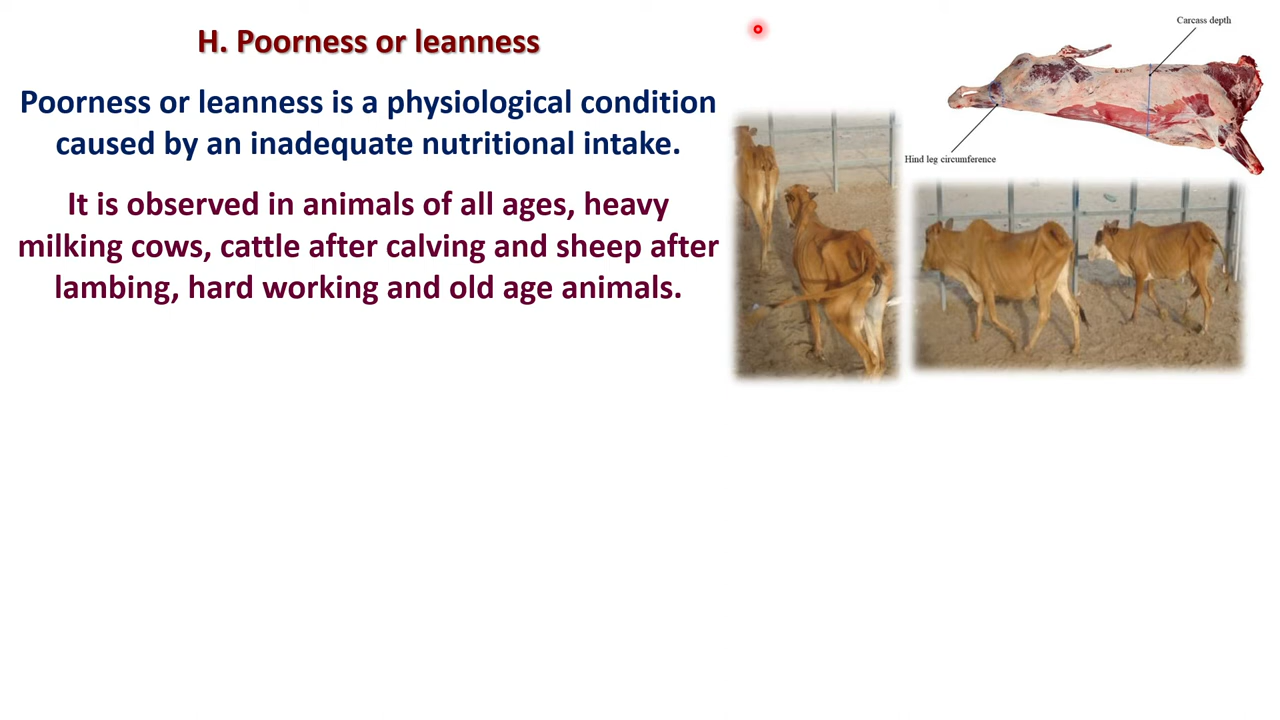 H. Poorness or leanness
Poorness or leanness is a physiological condition
caused by an inadequate nutritional intake.
It is observed in animals of all ages, heavy
milking cows, cattle after calving and sheep after
lambing, hard working and old age animals.
Carcass depth
Hind leg circumference